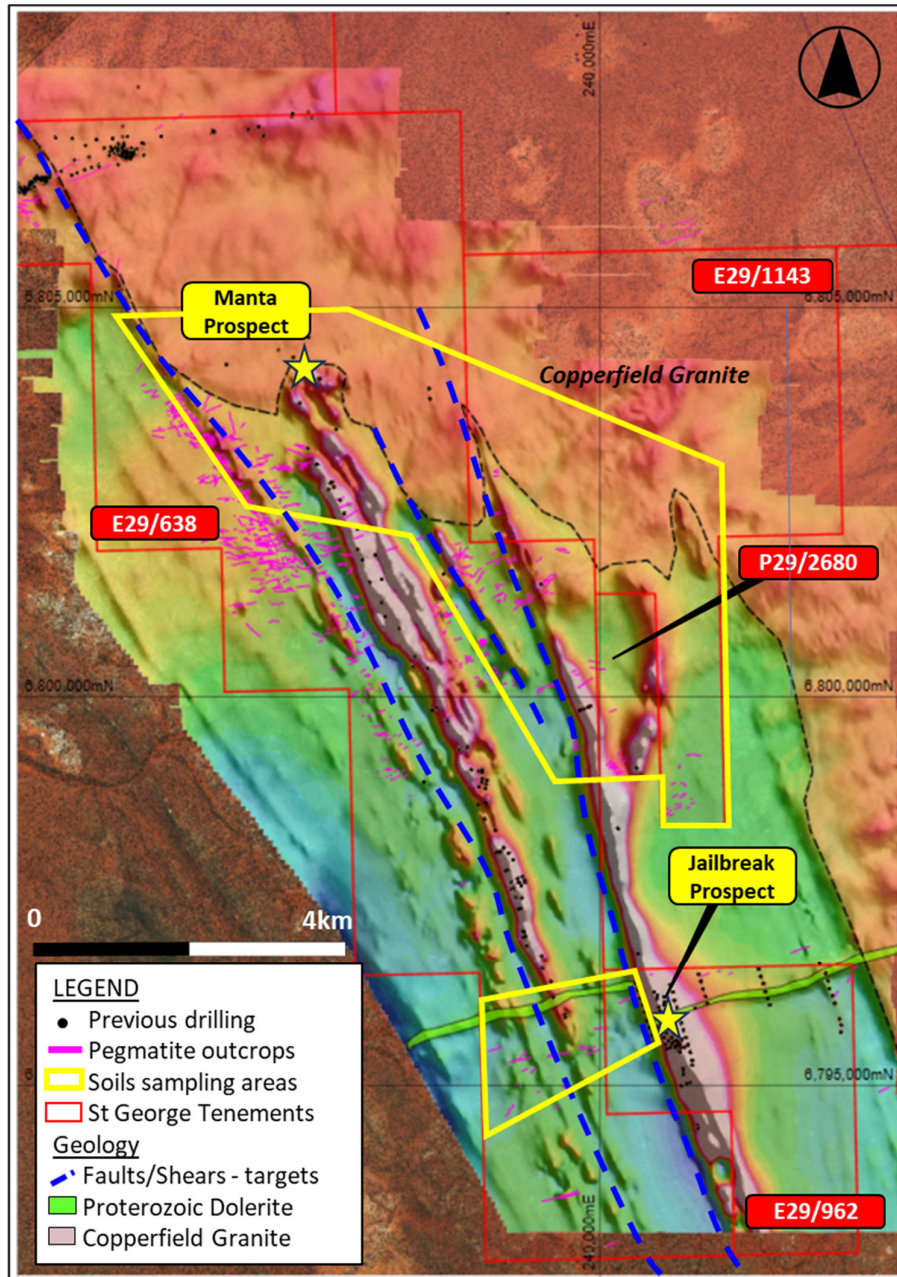 240,000mE
E29/1143
6,805,000mN
6,805,000mN
Manta
Prospect
Copperfield Granite
E29/638
P29/2680
6,800,000mN
6,800,000mN
Jailbreak
Prospect
0
4km
6,795,000mN
LEGEND
Previous drilling
Pegmatite outcrops
Soils sampling areas
St George Tenements
Geology
Faults/Shears - targets
Proterozoic Dolerite
Copperfield Granite
240,000mE
E29/962